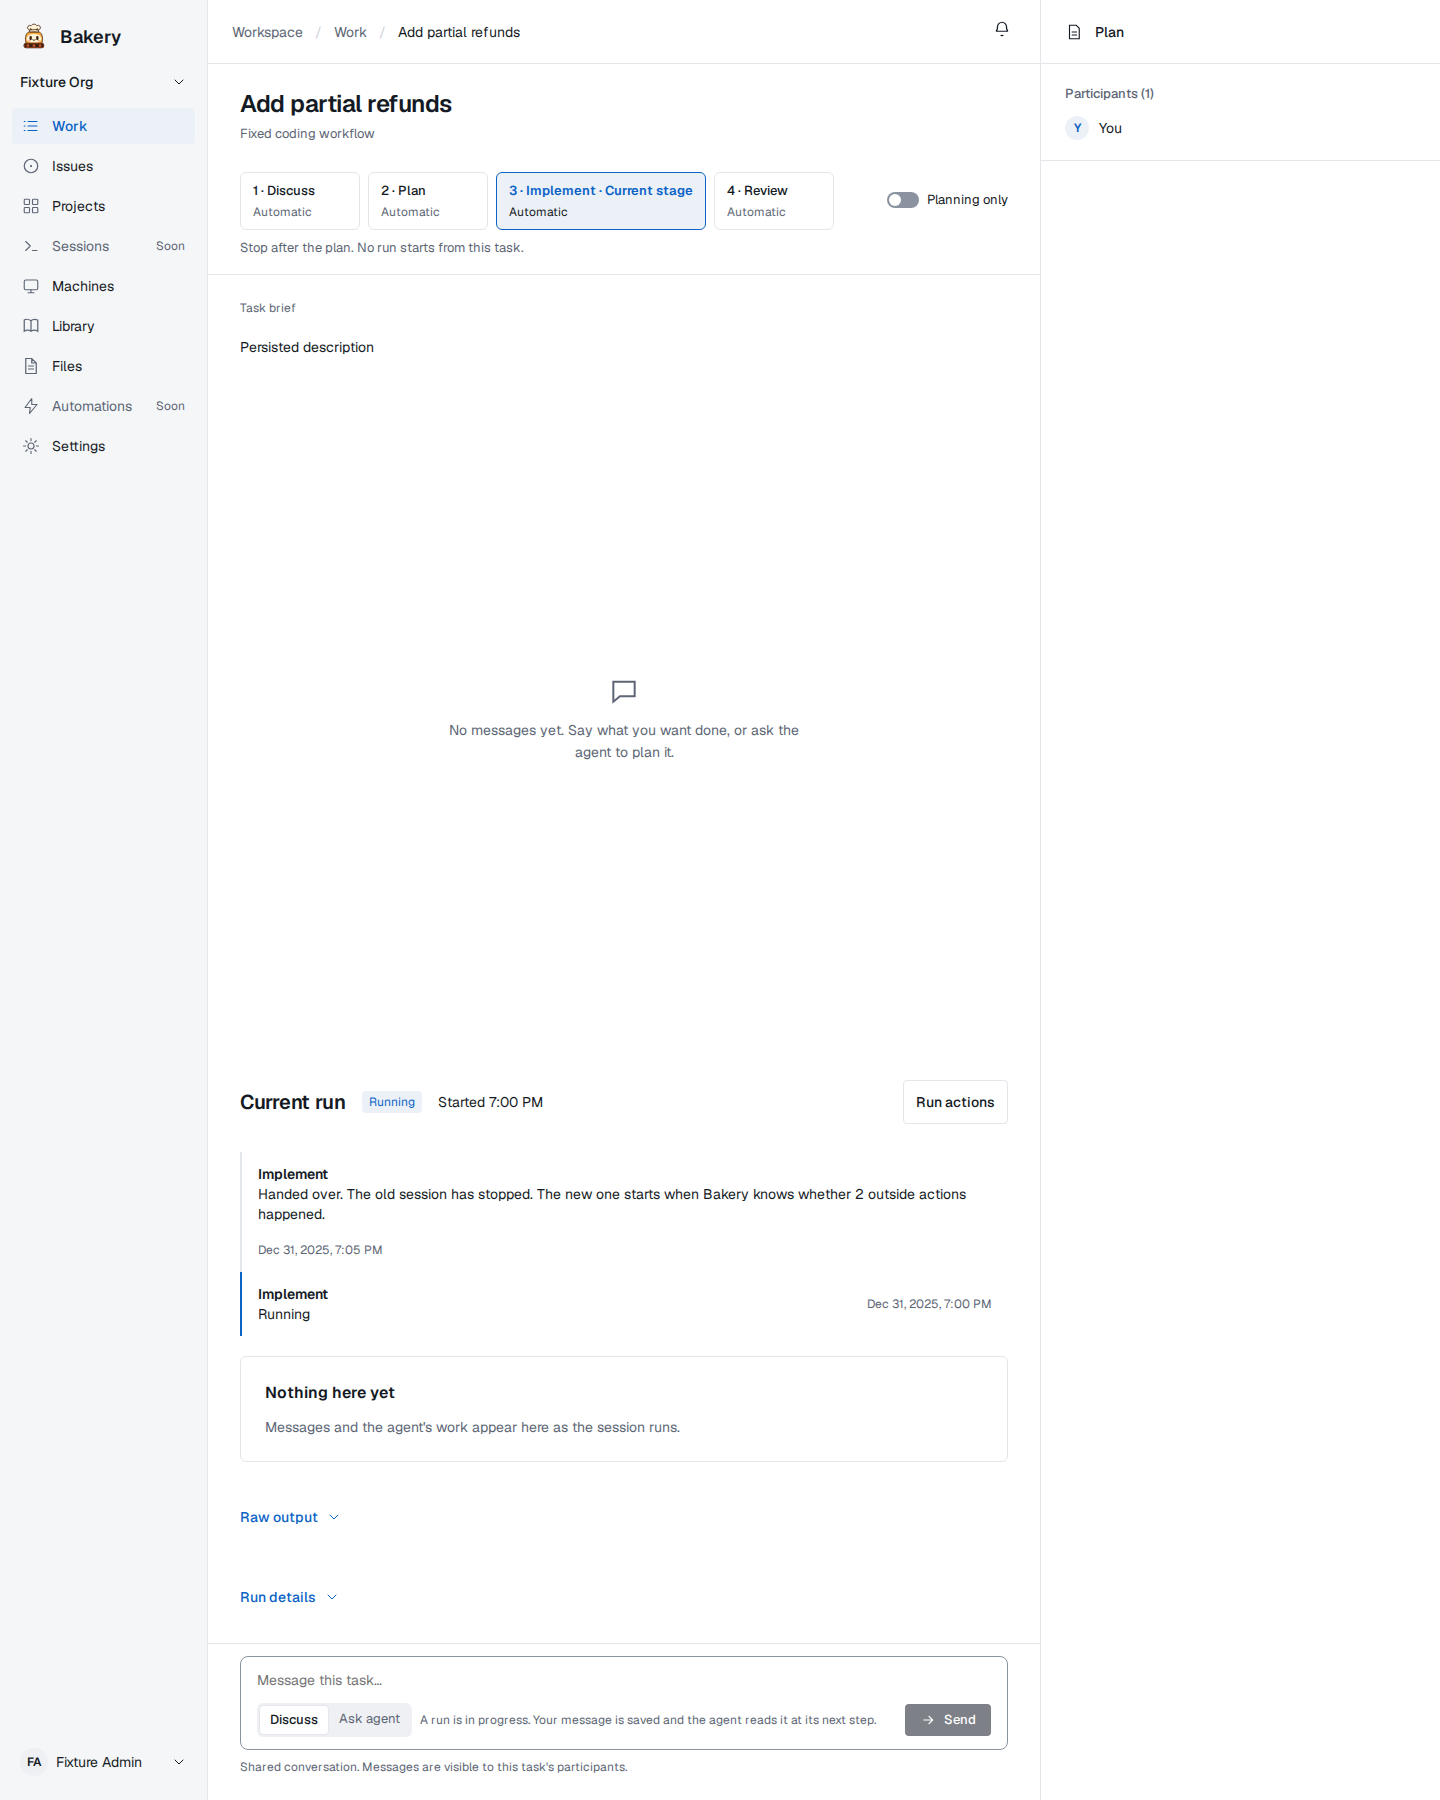 Bakery
Fixture Org
Work
Issues
Projects
Sessions Soon
Machines
Library
Files
Automations Soon
Settings
FA Fixture Admin
Workspace / Work / Add partial refunds
Add partial refunds
Fixed coding workflow
1 · Discuss
Automatic
2 · Plan
Automatic
3 · Implement · Current stage
Automatic
4 · Review
Automatic
Planning only
Stop after the plan. No run starts from this task.
Task brief
Persisted description
No messages yet. Say what you want done, or ask the
agent to plan it.
Current run Running Started 7:00 PM Run actions
Implement
Handed over. The old session has stopped. The new one starts when Bakery knows whether 2 outside actions
happened.
Dec 31, 2025, 7:05 PM
Implement
Running
Dec 31, 2025, 7:00 PM
Nothing here yet
Messages and the agent's work appear here as the session runs.
Raw output
Run details
Message this task...
Discuss Ask agent A run is in progress. Your message is saved and the agent reads it at its next step. Send
Shared conversation. Messages are visible to this task's participants.
Plan
Participants (1)
Y You